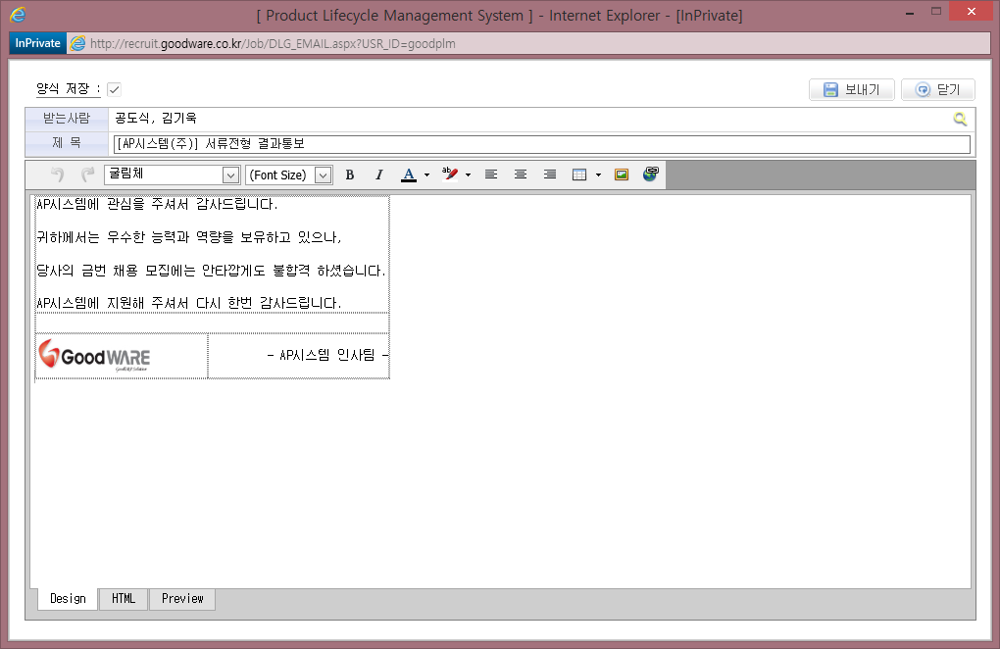 [ Product Lifecycle Management System ] - Internet Explorer - [InPrivate]
InPrivate http://recruit.goodware.co.kr/Job/DLG_EMAIL.aspx?USR_ID=goodplm
양식 저장 : 보내기 닫기
받는사람 공도식, 김기욱
제 목 [AP시스템(주)] 서류전형 결과통보
굴림체 (Font Size) B I A ab
AP시스템에 관심을 주셔서 감사드립니다.
귀하께서는 우수한 능력과 역량을 보유하고 있으나,
당사의 금번 채용 모집에는 안타깝게도 불합격 하셨습니다.
AP시스템에 지원해 주셔서 다시 한번 감사드립니다.
GoodWARE - AP시스템 인사팀 -
Design HTML Preview